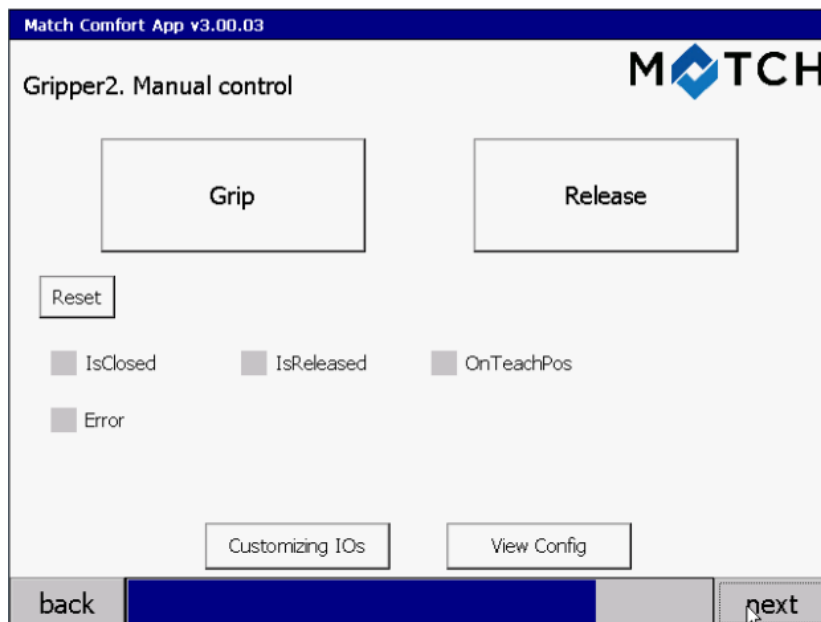 Match Comfort App v3.00.03
MATCH
Gripper2. Manual control
Grip
Release
Reset
IsClosed
IsReleased
OnTeachPos
Error
Customizing IOs
View Config
back
next